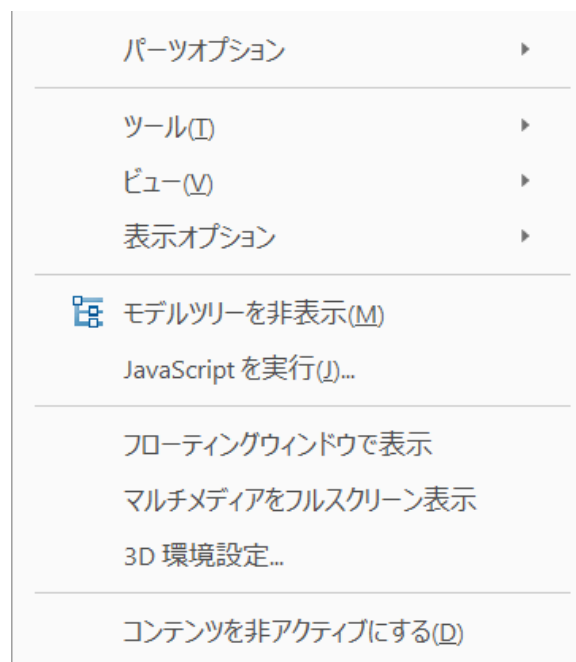 パーツオプション
ツール(T)
ビュー(V)
表示オプション
モデルツリーを非表示(M)
JavaScript を実行(J)...
フローティングウィンドウで表示
マルチメディアをフルスクリーン表示
3D 環境設定...
コンテンツを非アクティブにする(D)